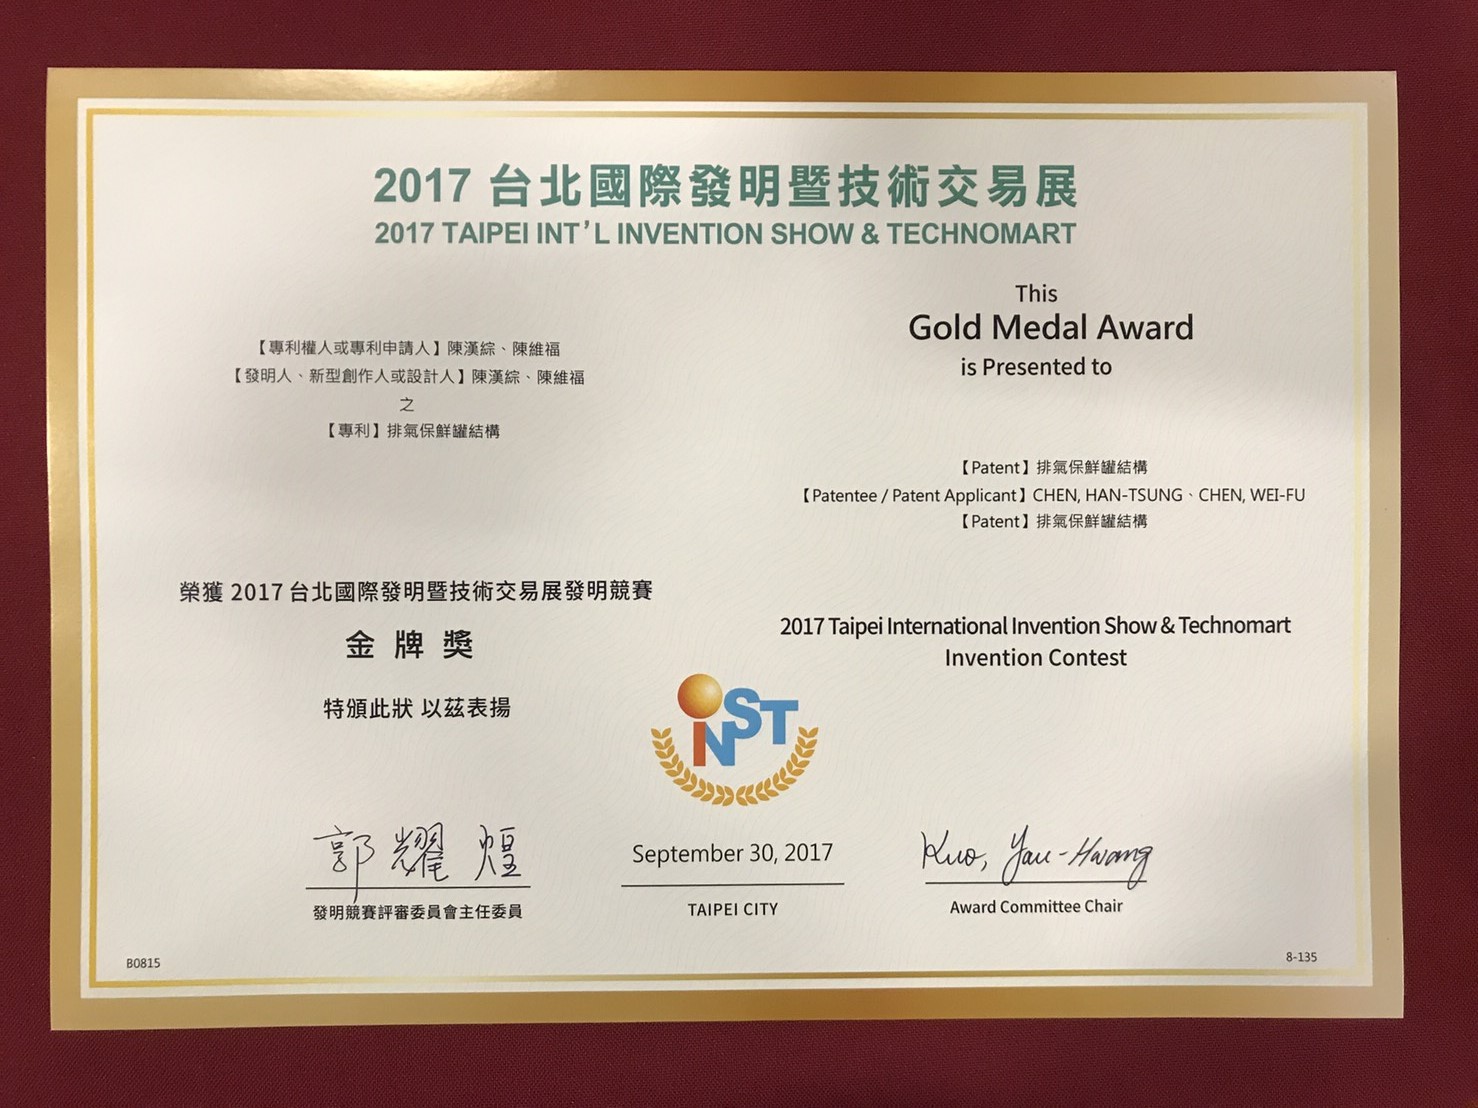 2017 台北國際發明暨技術交易展
2017 TAIPEI INT'L INVENTION SHOW & TECHNOMART
【專利權人或專利申請人】陳漢綜、陳維福
【發明人、新型創作人或設計人】陳漢綜、陳維福
之
【專利】排氣保鮮罐結構
榮獲 2017 台北國際發明暨技術交易展發明競賽
金牌獎
特頒此狀 以茲表揚
This
Gold Medal Award
is Presented to
【Patent】排氣保鮮罐結構
【Patentee / Patent Applicant】CHEN, HAN-TSUNG、CHEN, WEI-FU
【Patent】排氣保鮮罐結構
2017 Taipei International Invention Show & Technomart
Invention Contest
iNST
郭耀煌
發明競賽評審委員會主任委員
September 30, 2017
TAIPEI CITY
Kuo, Yau-Hwang
Award Committee Chair
B0815
8-135